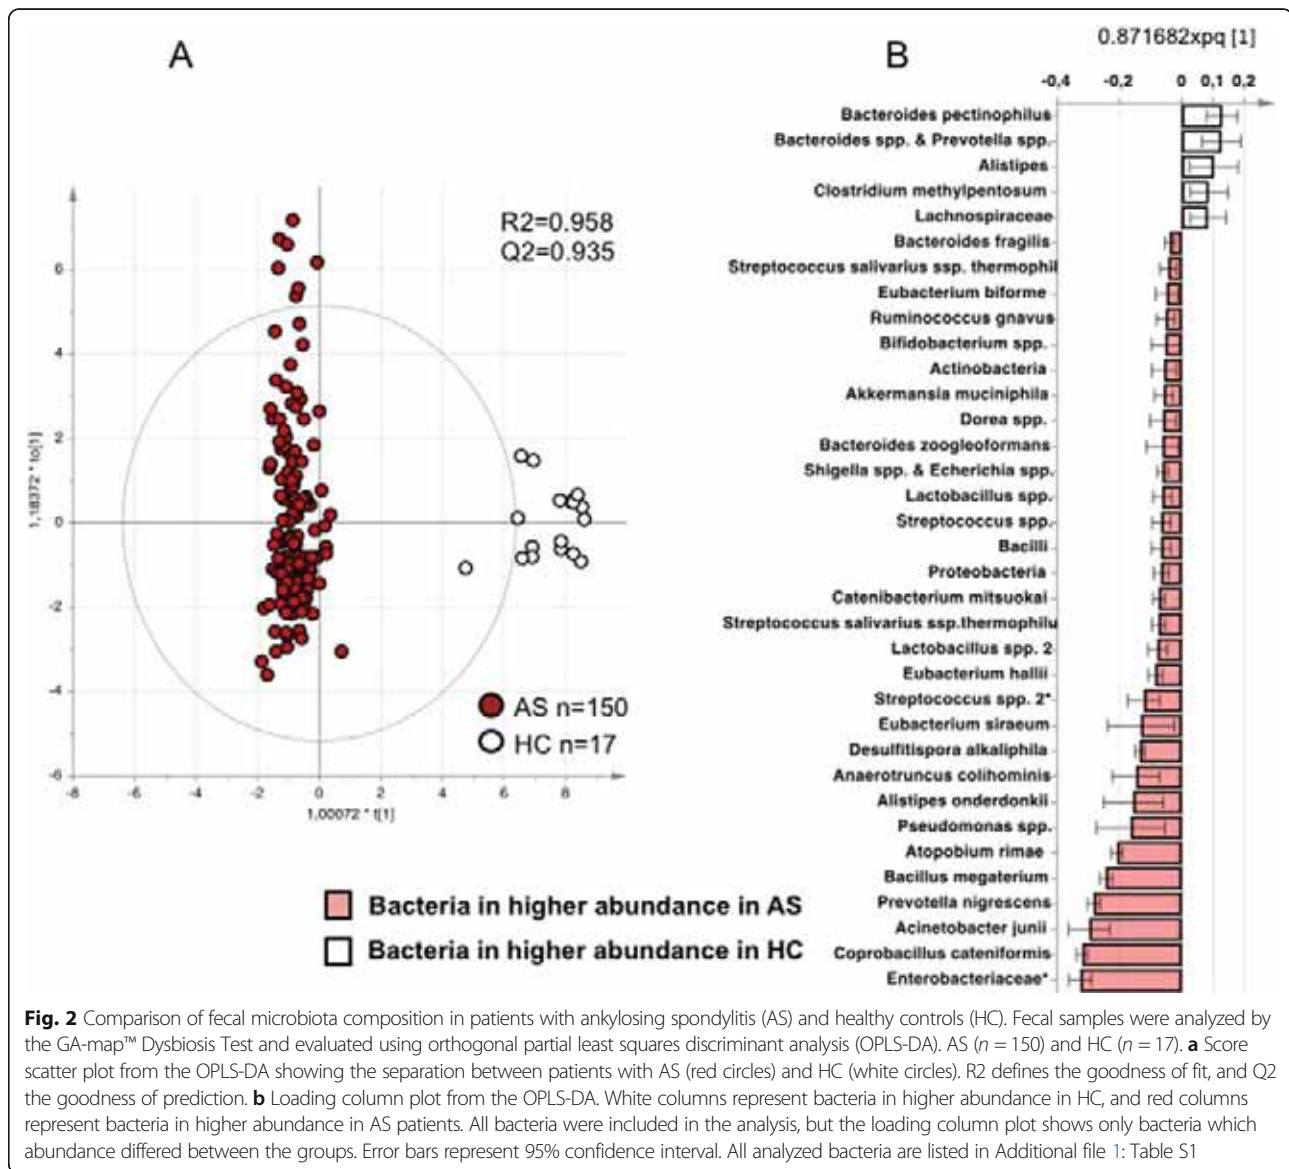 A
R2=0.958
Q2=0.935
6
4
2
0
-2
-4
-6
-8
-6
-4
-2
0
2
4
6
8
1,18372 * to[1]
1,00072 * t[1]
AS n=150
HC n=17
Bacteria in higher abundance in AS
Bacteria in higher abundance in HC
B
0.871682xpq [1]
-0,4 -0,2 0 0,1 0,2
Bacteroides pectinophilus
Bacteroides spp. & Prevotella spp.
Alistipes
Clostridium methylpentosum
Lachnospiraceae
Bacteroides fragilis
Streptococcus salivarius ssp. thermophil
Eubacterium biforme
Ruminococcus gnavus
Bifidobacterium spp.
Actinobacteria
Akkermansia muciniphila
Dorea spp.
Bacteroides zoogleoformans
Shigella spp. & Echerichia spp.
Lactobacillus spp.
Streptococcus spp.
Bacilli
Proteobacteria
Catenibacterium mitsuokai
Streptococcus salivarius ssp.thermophilu
Lactobacillus spp. 2
Eubacterium hallii
Streptococcus spp. 2*
Eubacterium siraeum
Desulfitispora alkaliphila
Anaerotruncus colihominis
Alistipes onderdonkii
Pseudomonas spp.
Atopobium rimae
Bacillus megaterium
Prevotella nigrescens
Acinetobacter junii
Coprobacillus cateniformis
Enterobacteriaceae*
Fig. 2 Comparison of fecal microbiota composition in patients with ankylosing spondylitis (AS) and healthy controls (HC). Fecal samples were analyzed by
the GA-map™ Dysbiosis Test and evaluated using orthogonal partial least squares discriminant analysis (OPLS-DA). AS (n = 150) and HC (n = 17). a Score
scatter plot from the OPLS-DA showing the separation between patients with AS (red circles) and HC (white circles). R2 defines the goodness of fit, and Q2
the goodness of prediction. b Loading column plot from the OPLS-DA. White columns represent bacteria in higher abundance in HC, and red columns
represent bacteria in higher abundance in AS patients. All bacteria were included in the analysis, but the loading column plot shows only bacteria which
abundance differed between the groups. Error bars represent 95% confidence interval. All analyzed bacteria are listed in Additional file 1: Table S1